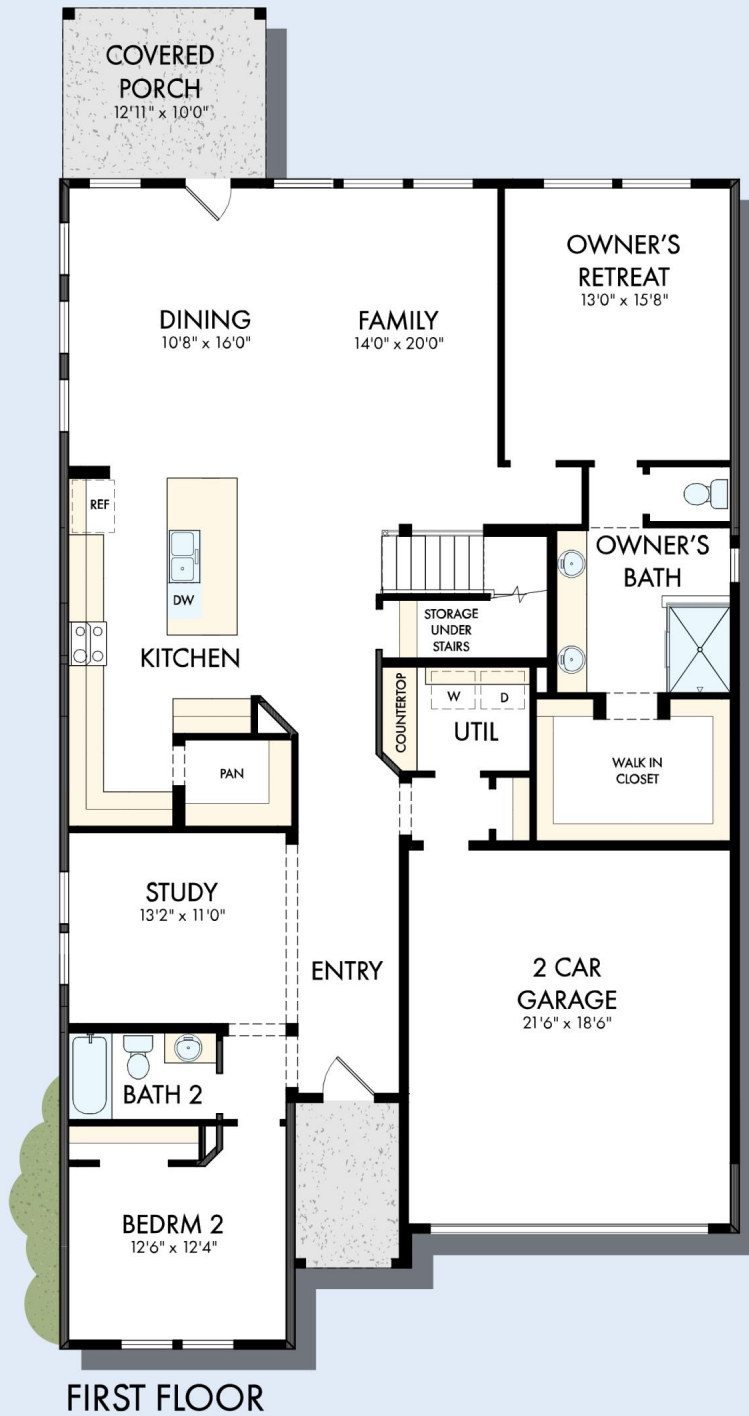 COVERED
PORCH
12'11" x 10'0"
OWNER'S
RETREAT
13'0" x 15'8"
DINING
10'8" x 16'0"
FAMILY
14'0" x 20'0"
REF
DW
KITCHEN
OWNER'S
BATH
STORAGE
UNDER
STAIRS
COUNTERTOP
W
D
UTIL
PAN
WALK IN
CLOSET
STUDY
13'2" x 11'0"
ENTRY
2 CAR
GARAGE
21'6" x 18'6"
BATH 2
BEDRM 2
12'6" x 12'4"
FIRST FLOOR